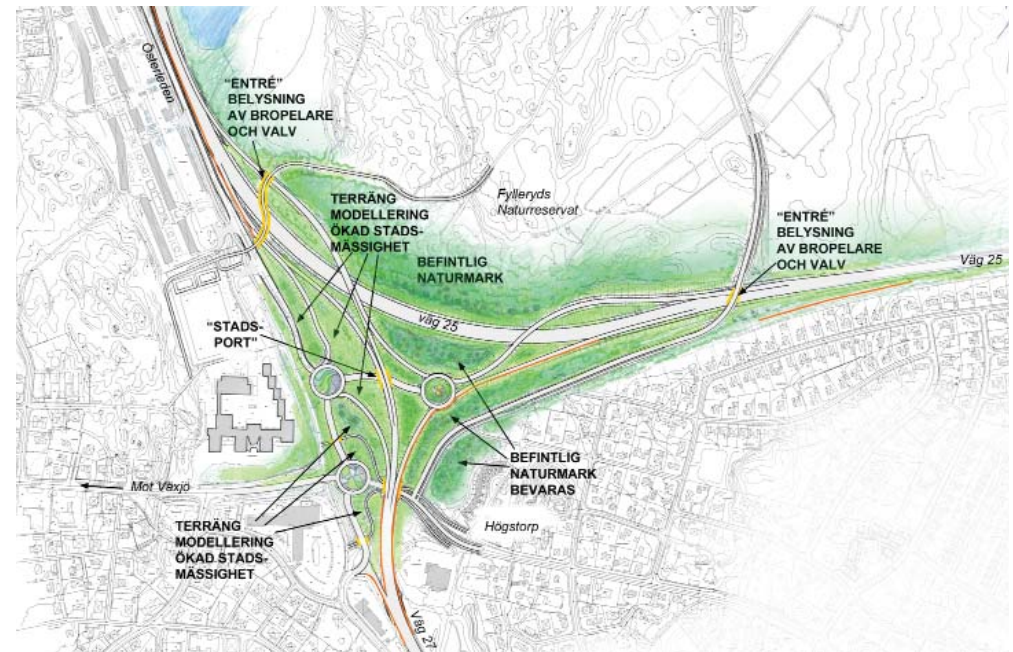 Österleden
"ENTRÉ"
BELYSNING
AV BROPELARE
OCH VALV
TERRÄNG
MODELLERING
ÖKAD STADS-
MÄSSIGHET
Fylleryds
Naturreservat
BEFINTLIG
NATURMARK
"ENTRÉ"
BELYSNING
AV BROPELARE
OCH VALV
Väg 25
väg 25
"STADS-
PORT"
BEFINTLIG
NATURMARK
BEVARAS
Mot Växjö
Högstorp
TERRÄNG
MODELLERING
ÖKAD STADS-
MÄSSIGHET
Väg 27